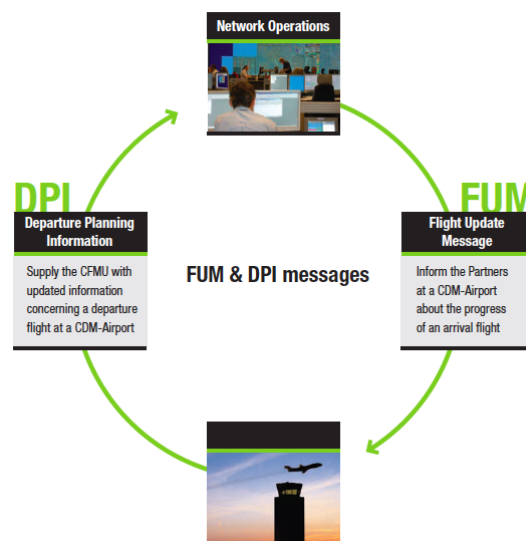 Network Operations
DPI
Departure Planning
Information
Supply the CFMU with
updated information
concerning a departure
flight at a CDM-Airport
FUM & DPI messages
FUM
Flight Update
Message
Inform the Partners
at a CDM-Airport
about the progress
of an arrival flight